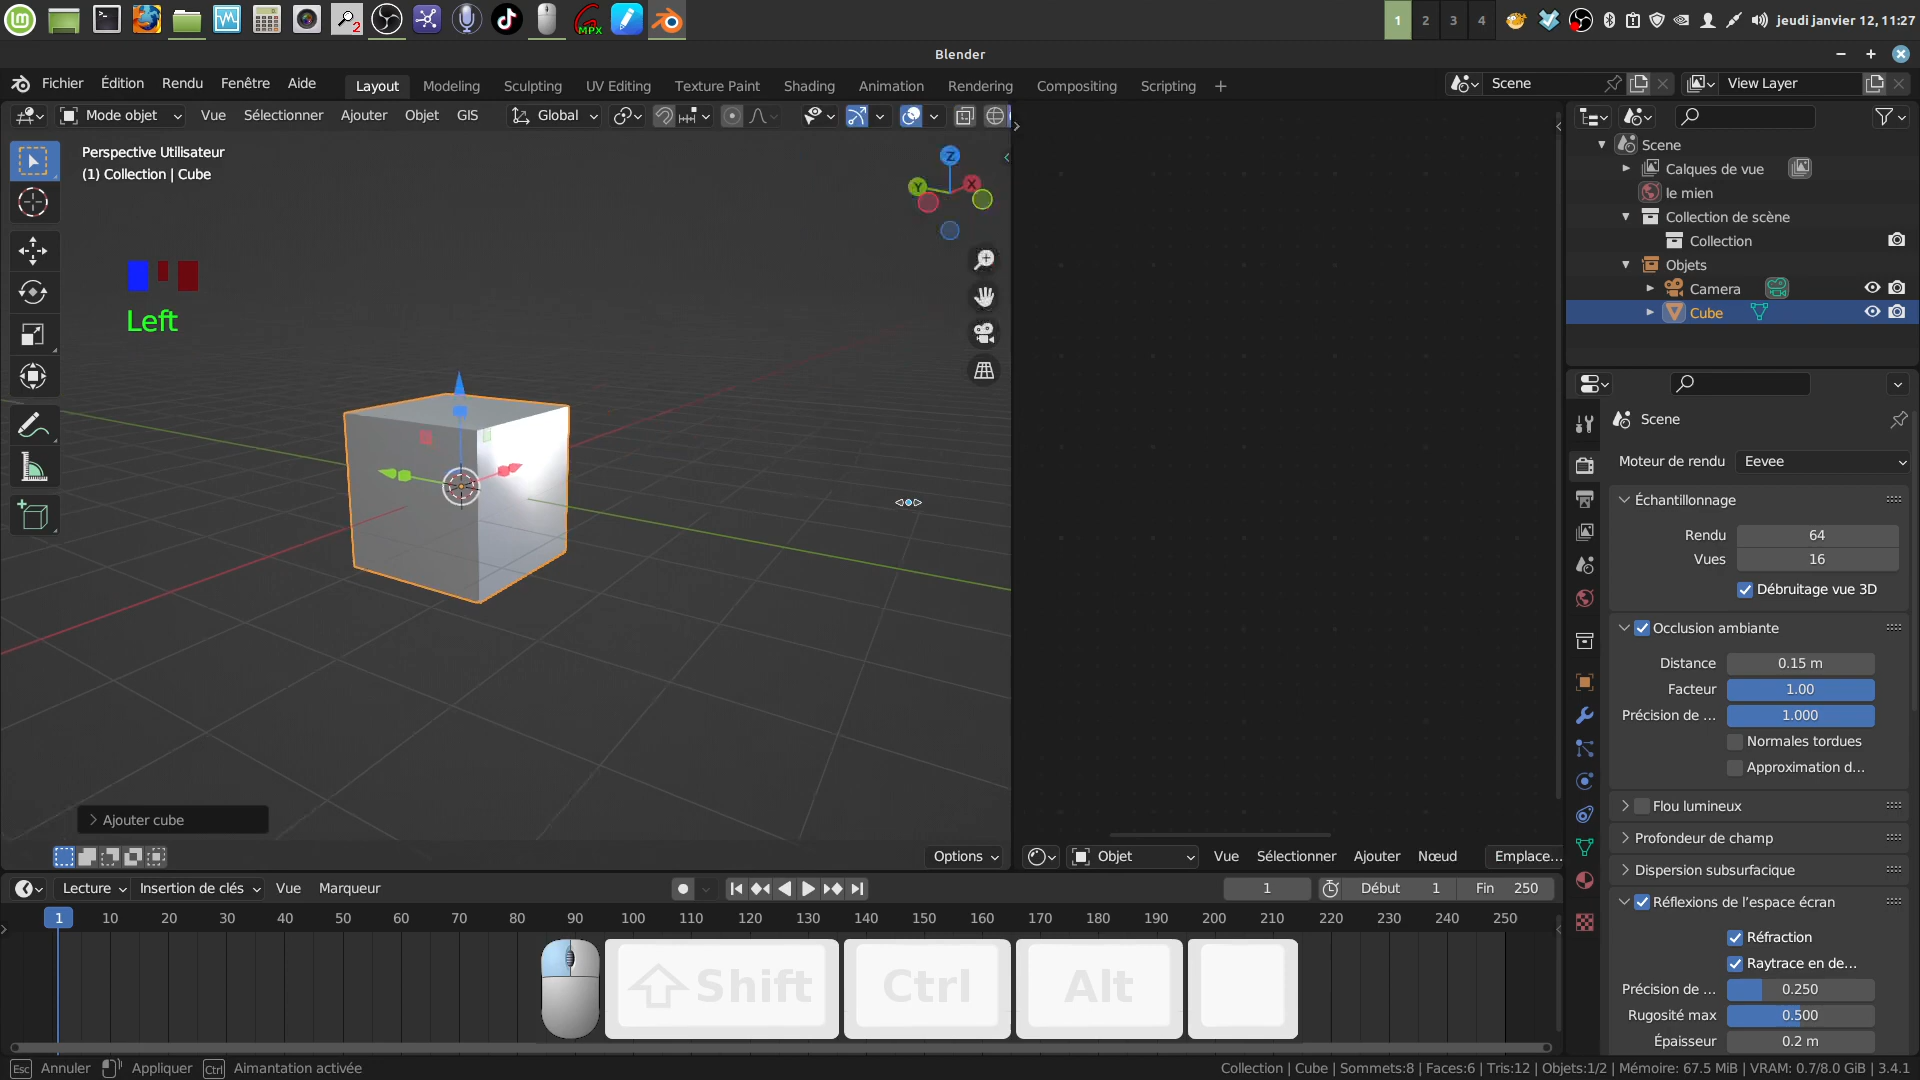 2
MPX
1 2 3 4
jeudi janvier 12, 11:27
Blender
Fichier Édition Rendu Fenêtre Aide
Layout Modeling Sculpting UV Editing Texture Paint Shading Animation Rendering Compositing Scripting +
Scene
View Layer
Mode objet Vue Sélectionner Ajouter Objet GIS Global
Perspective Utilisateur
(1) Collection | Cube
Z
Y X
Left
Scene
Calques de vue
le mien
Collection de scène
Collection
Objets
Camera
Cube
Scene
Moteur de rendu Eevee
Échantillonnage
Rendu 64
Vues 16
Débruitage vue 3D
Occlusion ambiante
Distance 0.15 m
Facteur 1.00
Précision de ... 1.000
Normales tordues
Approximation d...
Flou lumineux
Profondeur de champ
Dispersion subsurfacique
Réflexions de l'espace écran
Réfraction
Raytrace en de...
Précision de ... 0.250
Rugosité max 0.500
Épaisseur 0.2 m
Ajouter cube
Options
Objet Vue Sélectionner Ajouter Nœud Emplace...
Lecture Insertion de clés Vue Marqueur
1 Début 1 Fin 250
1 10 20 30 40 50 60 70 80 90 100 110 120 130 140 150 160 170 180 190 200 210 220 230 240 250
Shift Ctrl Alt
Esc Annuler Appliquer Ctrl Aimantation activée
Collection | Cube | Sommets:8 | Faces:6 | Tris:12 | Objets:1/2 | Mémoire: 67.5 MiB | VRAM: 0.7/8.0 GiB | 3.4.1